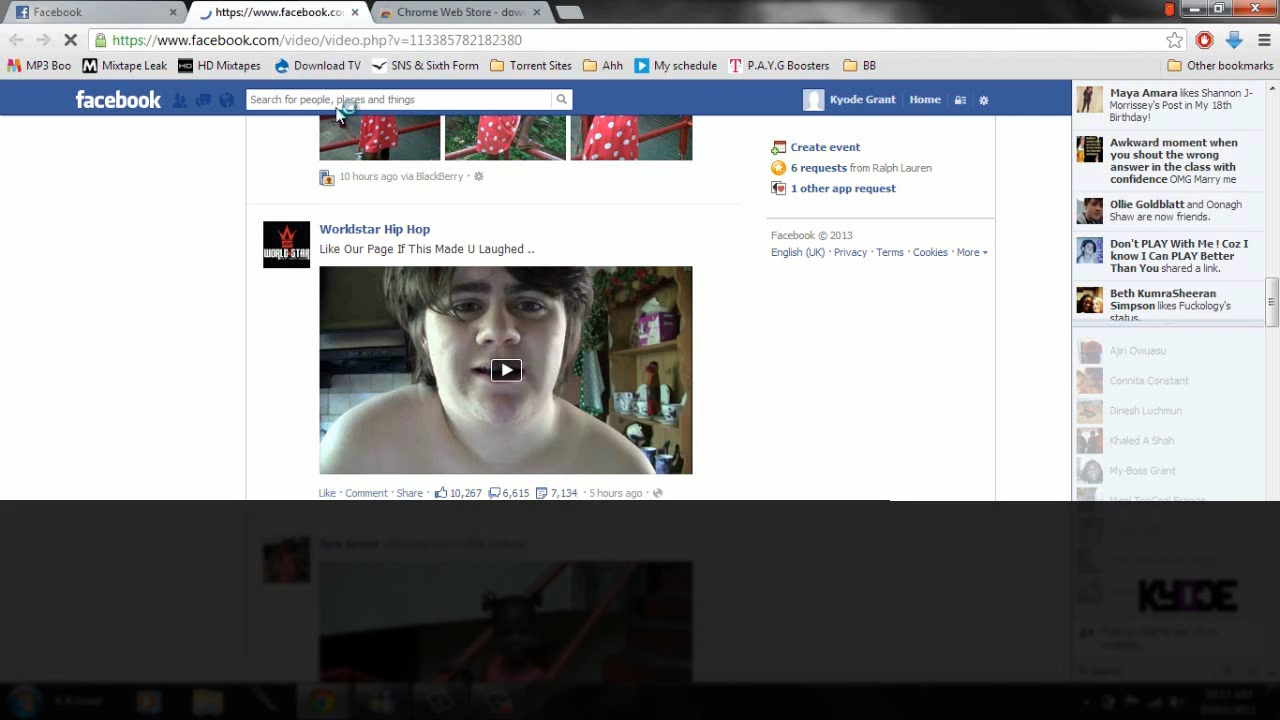 Facebook
https://www.facebook.com/
Chrome Web Store - dow
https://www.facebook.com/video/video.php?v=113385782182380
MP3 Boo
Mixtape Leak
HD Mixtapes
Download TV
SNS & Sixth Form
Torrent Sites
Ahh
My schedule
P.A.Y.G Boosters
BB
Other bookmarks
facebook
Search for people, places and things
Kyode Grant
Home
10 hours ago via BlackBerry ·
Worldstar Hip Hop
Like Our Page If This Made U Laughed ..
WORLD STAR
Like · Comment · Share · 10,267 6,615 7,134 · 5 hours ago ·
Create event
6 requests from Ralph Lauren
1 other app request
Facebook © 2013
English (UK) · Privacy · Terms · Cookies · More
Maya Amara likes Shannon J-
Morrissey's Post in My 18th
Birthday!
Awkward moment when
you shout the wrong
answer in the class with
confidence OMG Marry me
Ollie Goldblatt and Oonagh
Shaw are now friends.
Don't PLAY With Me ! Coz I
know I Can PLAY Better
Than You shared a link.
Beth KumraSheeran
Simpson likes Fuckology's
status.
Ajiri Owuasu
Connita Constant
Dinesh Luchmun
Khaled A Shah
My-Boss Grant
KYODE